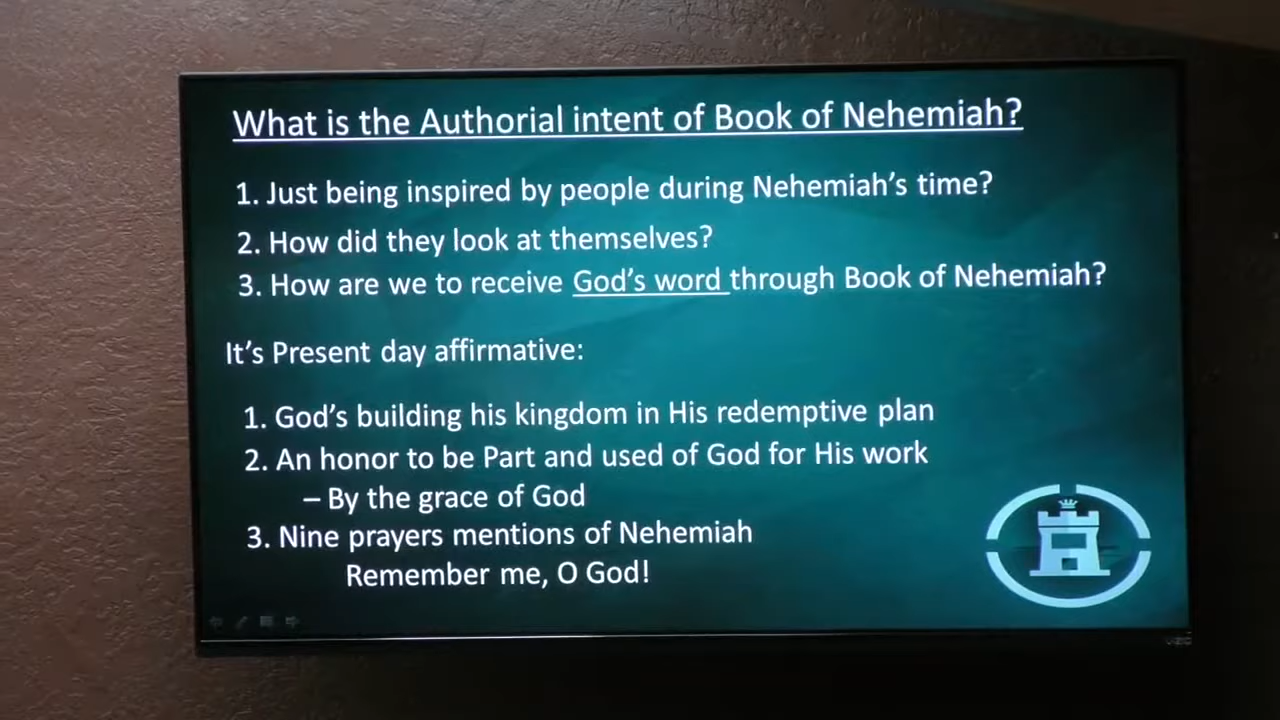 What is the Authorial intent of Book of Nehemiah?
1. Just being inspired by people during Nehemiah's time?
2. How did they look at themselves?
3. How are we to receive God's word through Book of Nehemiah?
It's Present day affirmative:
1. God's building his kingdom in His redemptive plan
2. An honor to be Part and used of God for His work
– By the grace of God
3. Nine prayers mentions of Nehemiah
Remember me, O God!
VIZIO